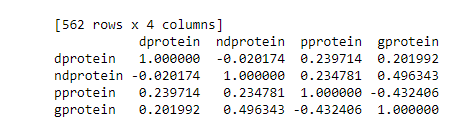 [562 rows x 4 columns]
dprotein ndprotein pprotein gprotein
dprotein 1.000000 -0.020174 0.239714 0.201992
ndprotein -0.020174 1.000000 0.234781 0.496343
pprotein 0.239714 0.234781 1.000000 -0.432406
gprotein 0.201992 0.496343 -0.432406 1.000000